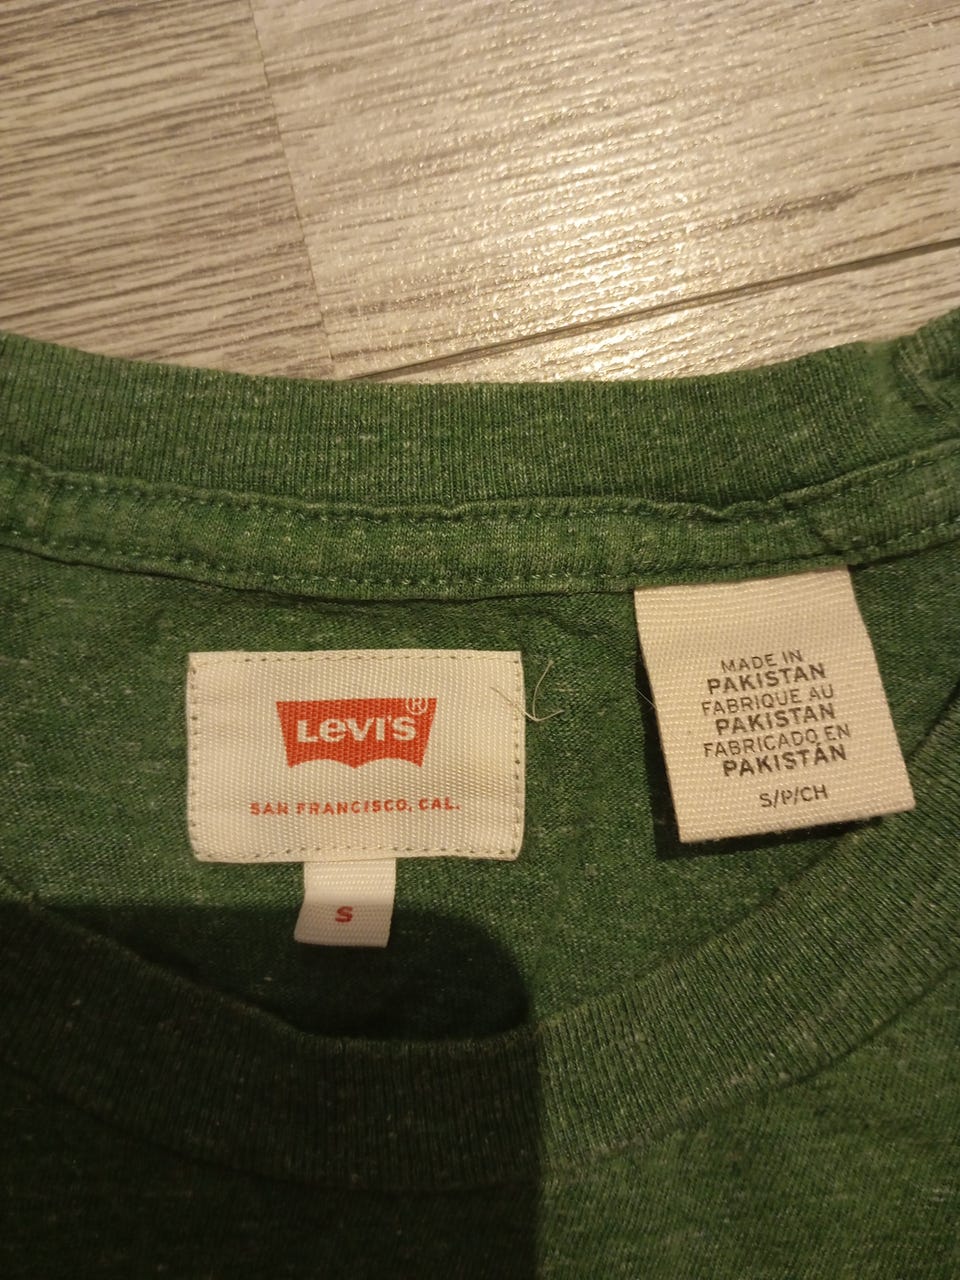 Levi's®
SAN FRANCISCO, CAL.
S
MADE IN
PAKISTAN
FABRIQUE AU
PAKISTAN
FABRICADO EN
PAKISTÁN
S/P/CH